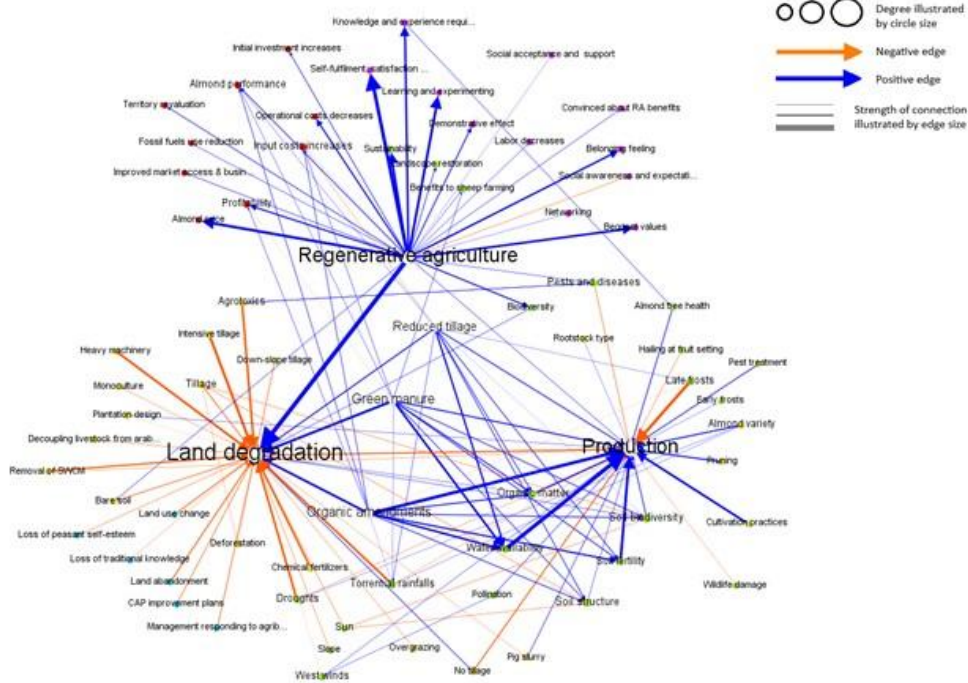 Knowledge and experience requi...
Degree illustrated
by circle size
Initial investment increases
Social acceptance and support
Negative edge
Self-fulfilment, satisfaction ...
Almond performance
Learning and experimenting
Positive edge
Territory revaluation
Convinced about RA benefits
Operational costs decreases
Demonstrative effect
Strength of connection
illustrated by edge size
Fossil fuels use reduction
Input costs increases
Sustainability
Labor decreases
Belonging feeling
Landscape restoration
Improved market access & busin...
Benefits to sheep farming
Social awareness and expectati...
Profitability
Almond price
Networking
values
Regenerative agriculture
Pests and diseases
Agrotoxics
Biodiversity
Almond tree health
Reduced tillage
Intensive tillage
Rootstock type
Heavy machinery
Down-slope tillage
Hailing at fruit setting
Pest treatment
Monoculture
Tillage
Late frosts
Green manure
Early frosts
Plantation design
Almond variety
Decoupling livestock from arab...
Land degradation
Production
Removal of SWCM
Pruning
Bare soil
Organic matter
Land use change
Organic amendments
Soil biodiversity
Cultivation practices
Loss of peasant self-esteem
Deforestation
Water availability
Loss of traditional knowledge
Soil fertility
Chemical fertilizers
Land abandonment
Torrential rainfalls
Wildlife damage
Droughts
Pollination
CAP improvement plans
Soil structure
Management responding to agrib...
Sun
Slope
Overgrazing
Pig slurry
West winds
No tillage